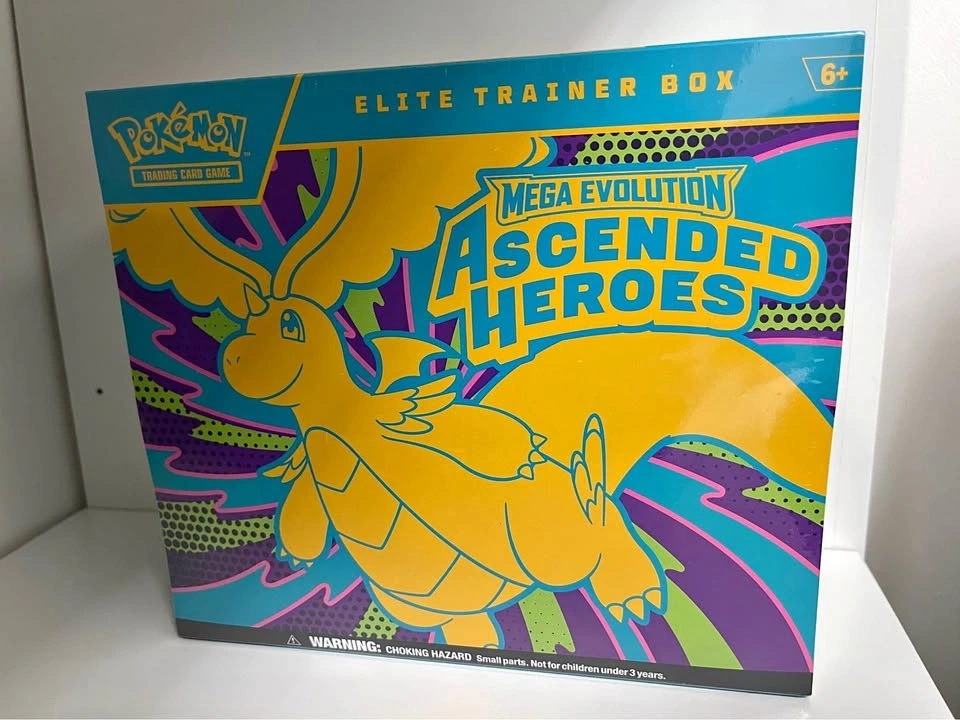 ELITE TRAINER BOX
6+
POKéMON
TM
TRADING CARD GAME
MEGA EVOLUTION
ASCENDED
HEROES
WARNING: CHOKING HAZARD Small parts. Not for children under 3 years.